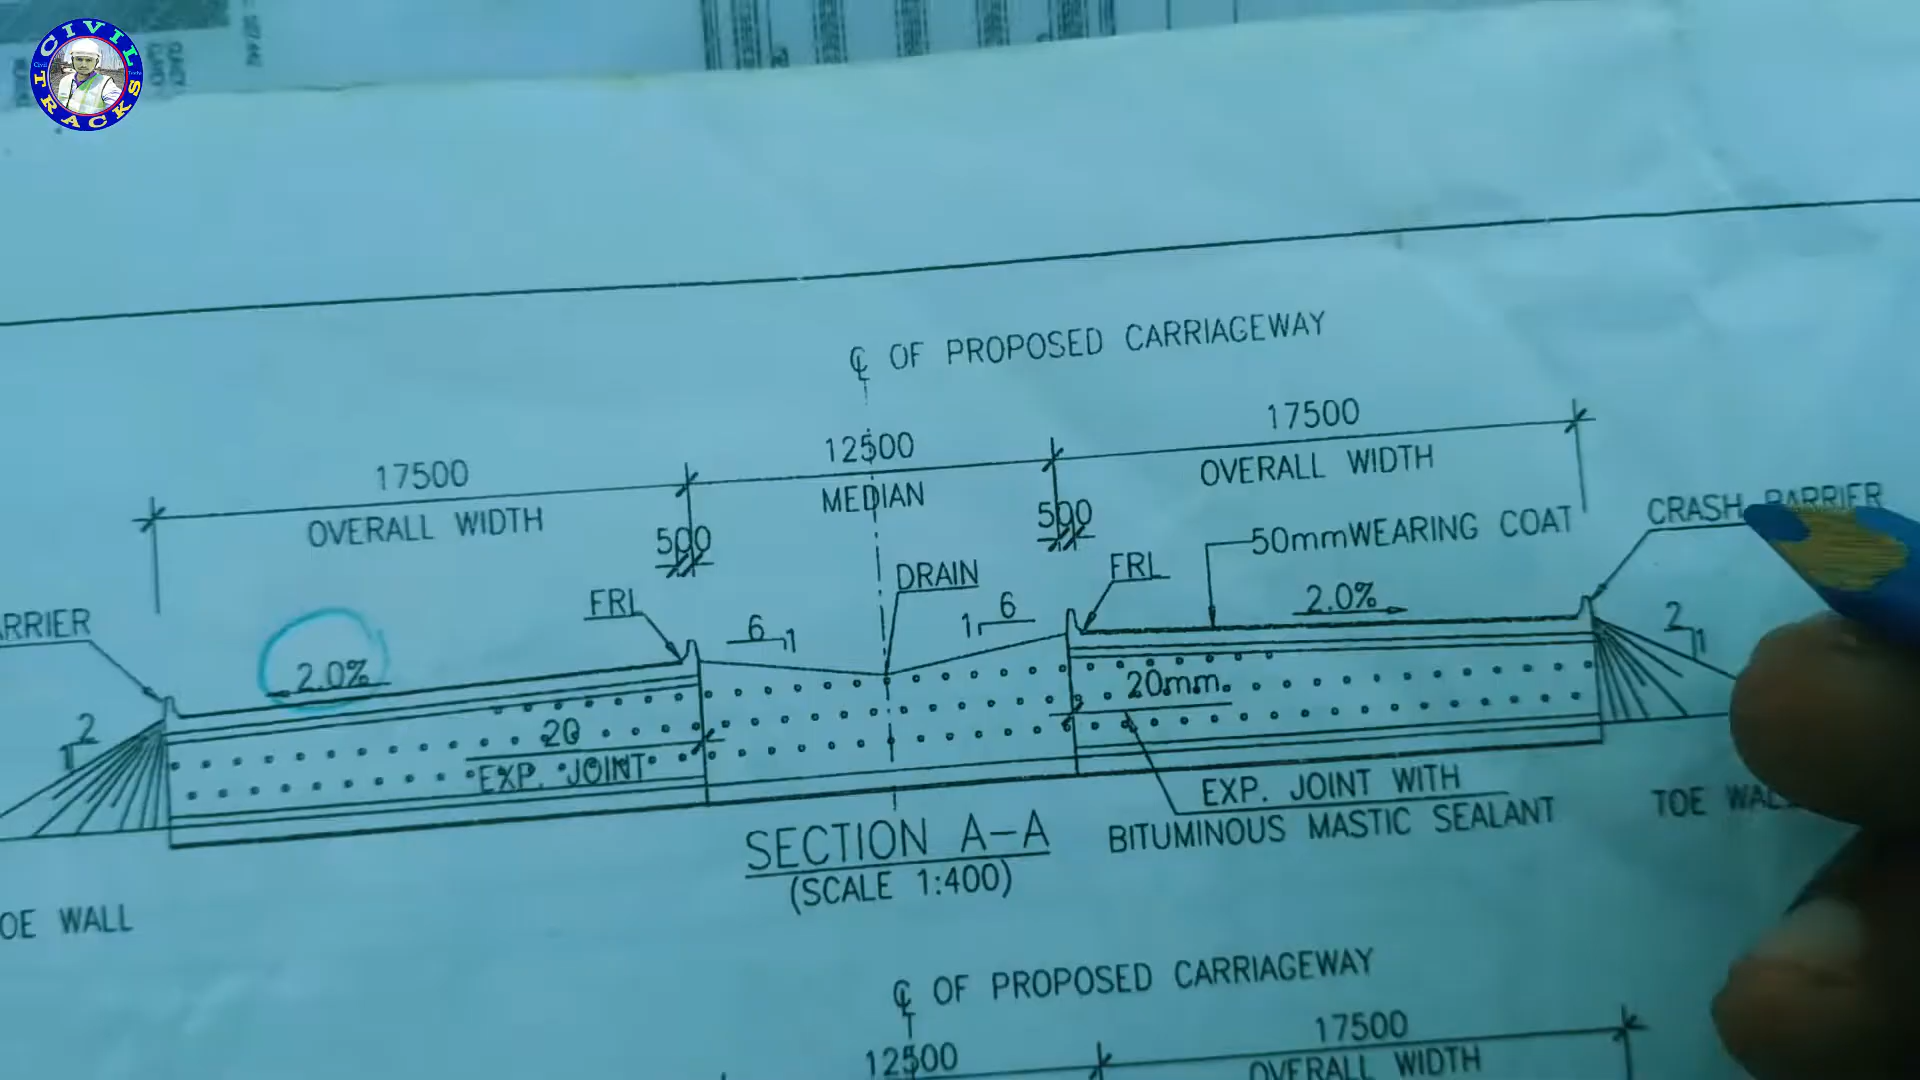 CIVIL
TRACKS
℄ OF PROPOSED CARRIAGEWAY
17500
OVERALL WIDTH
12500
MEDIAN
17500
OVERALL WIDTH
500
500
50mmWEARING COAT
CRASH BARRIER
FRL
DRAIN
FRL
ARRIER
2.0%
6
1
1
6
2.0%
2
1
2
1
20
EXP. JOINT
20mm
EXP. JOINT WITH
BITUMINOUS MASTIC SEALANT
TOE WALL
OE WALL
SECTION A-A
(SCALE 1:400)
℄ OF PROPOSED CARRIAGEWAY
12500
17500
OVERALL WIDTH